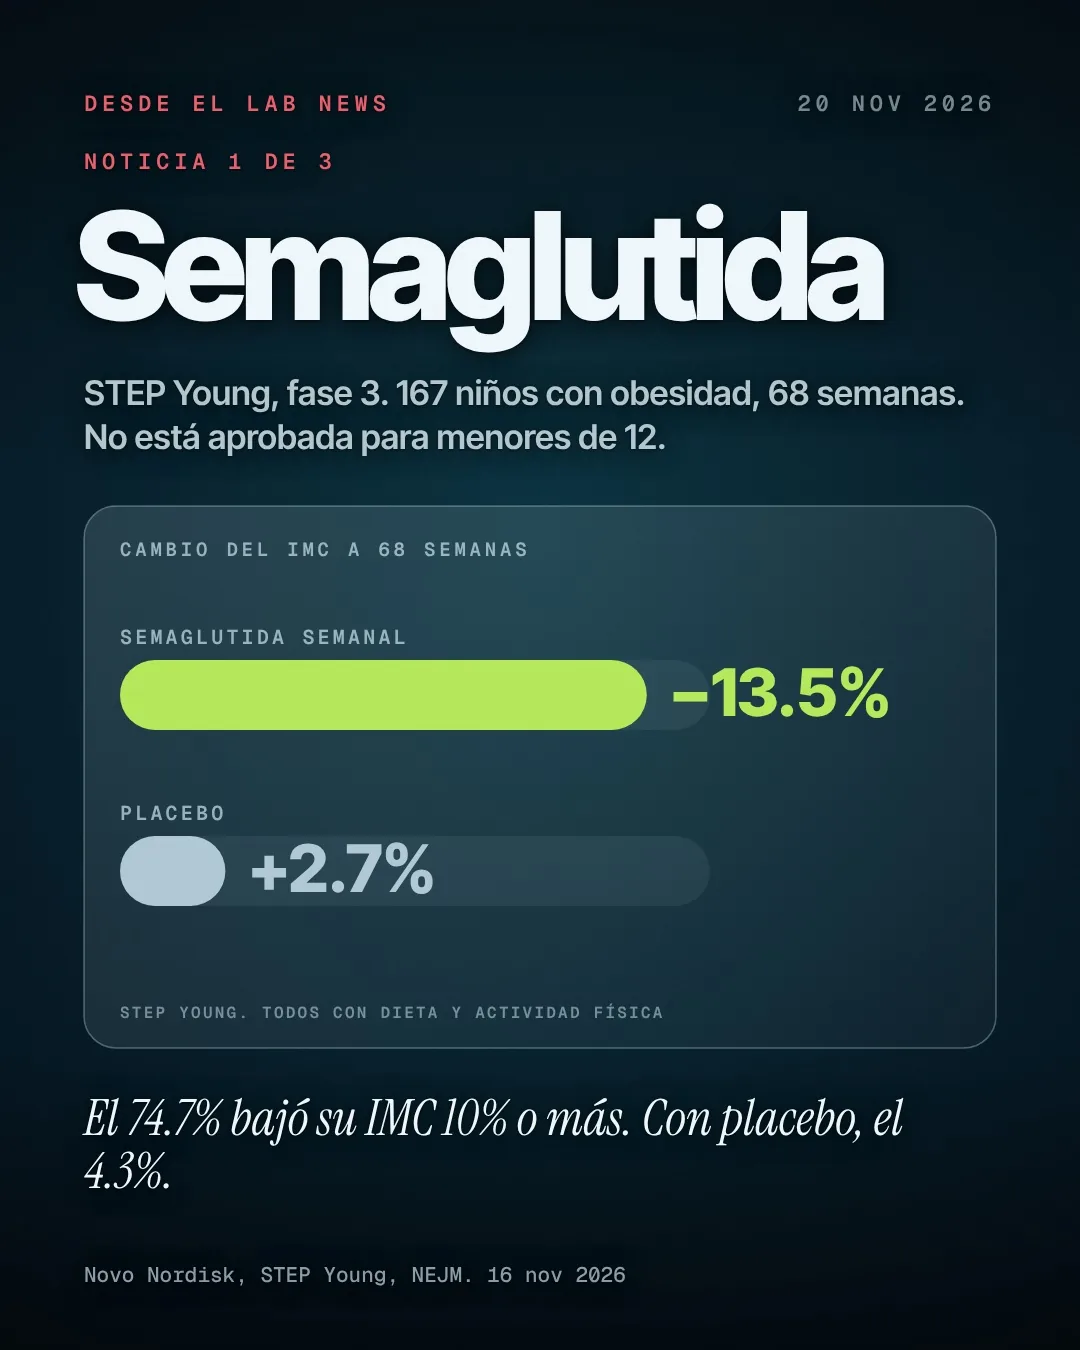 DESDE EL LAB NEWS
20 NOV 2026
NOTICIA 1 DE 3
Semaglutida
STEP Young, fase 3. 167 niños con obesidad, 68 semanas.
No está aprobada para menores de 12.
CAMBIO DEL IMC A 68 SEMANAS
SEMAGLUTIDA SEMANAL
–13.5%
PLACEBO
+2.7%
STEP YOUNG. TODOS CON DIETA Y ACTIVIDAD FÍSICA
El 74.7% bajó su IMC 10% o más. Con placebo, el
4.3%.
Novo Nordisk, STEP Young, NEJM. 16 nov 2026